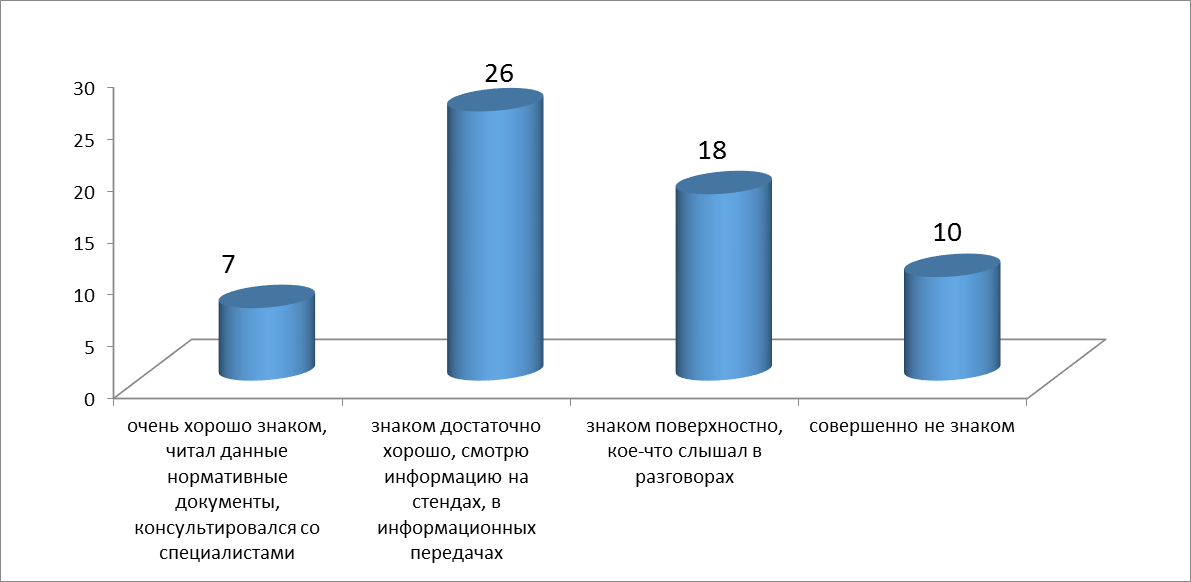 26
18
10
7
30
25
20
15
10
5
0
очень хорошо знаком,
читал данные
нормативные
документы,
консультировался со
специалистами
знаком достаточно
хорошо, смотрю
информацию на
стендах, в
информационных
передачах
знаком поверхностно,
кое-что слышал в
разговорах
совершенно не знаком